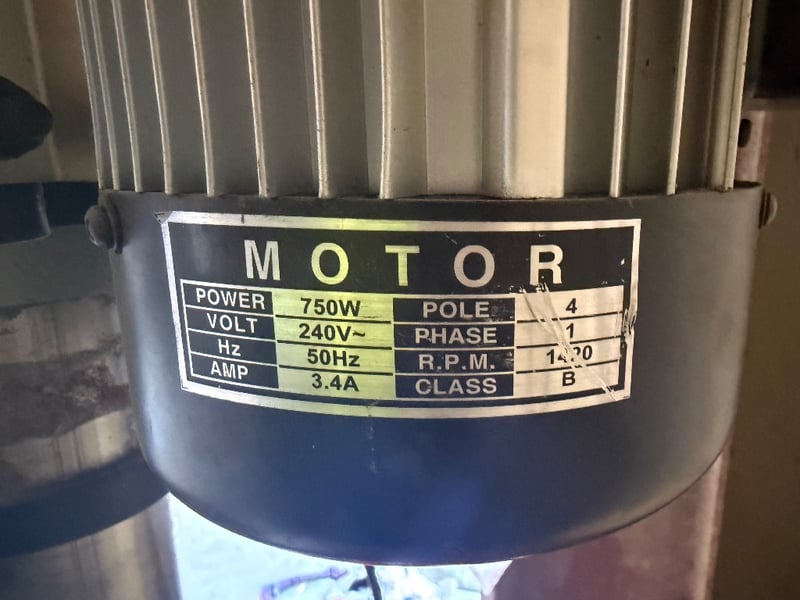 MOTOR
POWER 750W POLE 4
VOLT 240V~ PHASE 1
Hz 50Hz R.P.M.
AMP 3.4A CLASS B